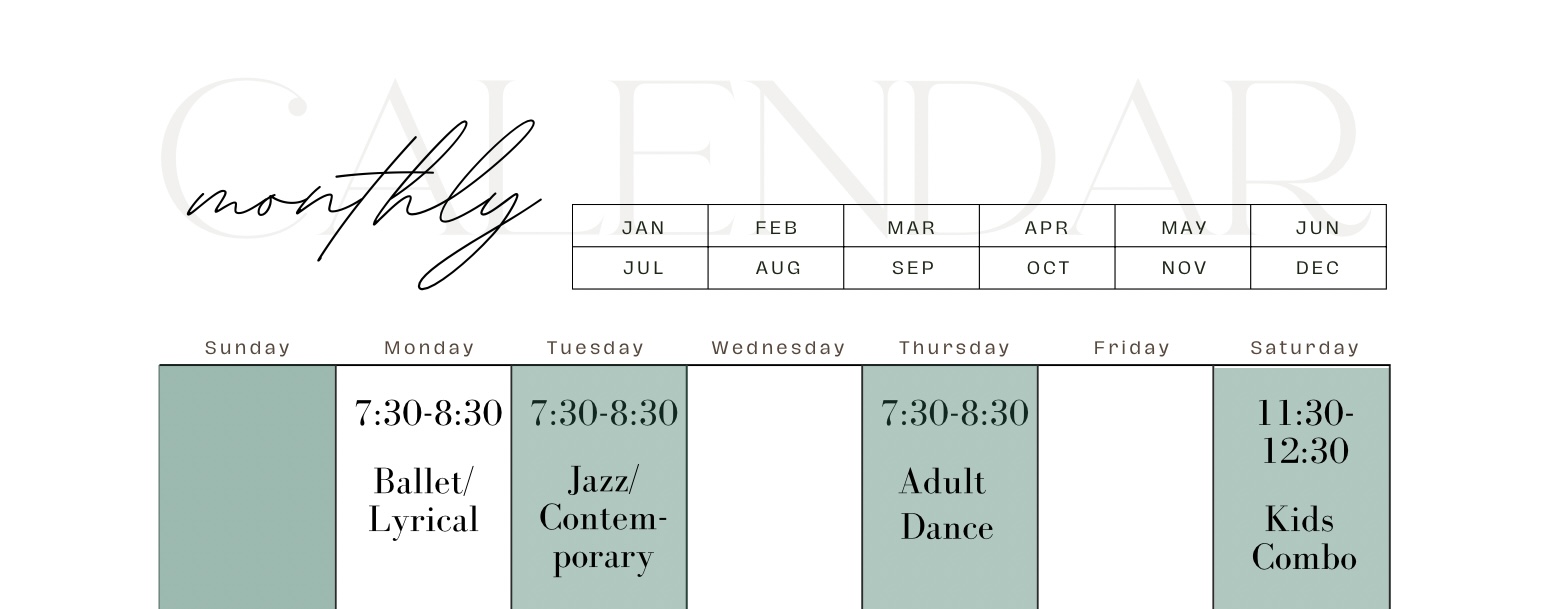 CALENDAR
monthly
JAN FEB MAR APR MAY JUN
JUL AUG SEP OCT NOV DEC
Sunday Monday Tuesday Wednesday Thursday Friday Saturday
7:30-8:30
Ballet/
Lyrical
7:30-8:30
Jazz/
Contem-
porary
7:30-8:30
Adult
Dance
11:30-
12:30
Kids
Combo